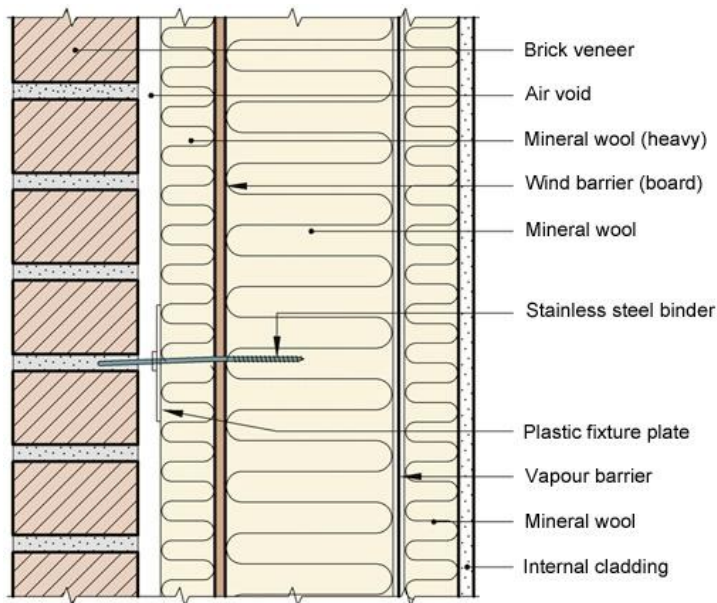 Brick veneer
Air void
Mineral wool (heavy)
Wind barrier (board)
Mineral wool
Stainless steel binder
Plastic fixture plate
Vapour barrier
Mineral wool
Internal cladding